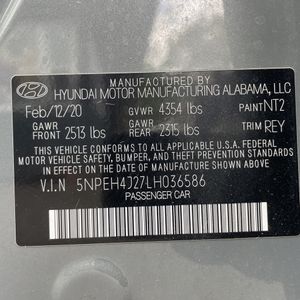 MANUFACTURED BY
HYUNDAI MOTOR MANUFACTURING ALABAMA, LLC
Feb/12/20 GVWR 4354 lbs PAINT NT2
GAWR FRONT 2513 lbs GAWR REAR 2315 lbs TRIM REY
THIS VEHICLE CONFORMS TO ALL APPLICABLE U.S.A FEDERAL
MOTOR VEHICLE SAFETY, BUMPER, AND THEFT PREVENTION
STANDARDS IN EFFECT ON THE DATE OF MANUFACTURE SHOWN ABOVE.
V.I.N 5NPEH4J27LH036586
PASSENGER CAR